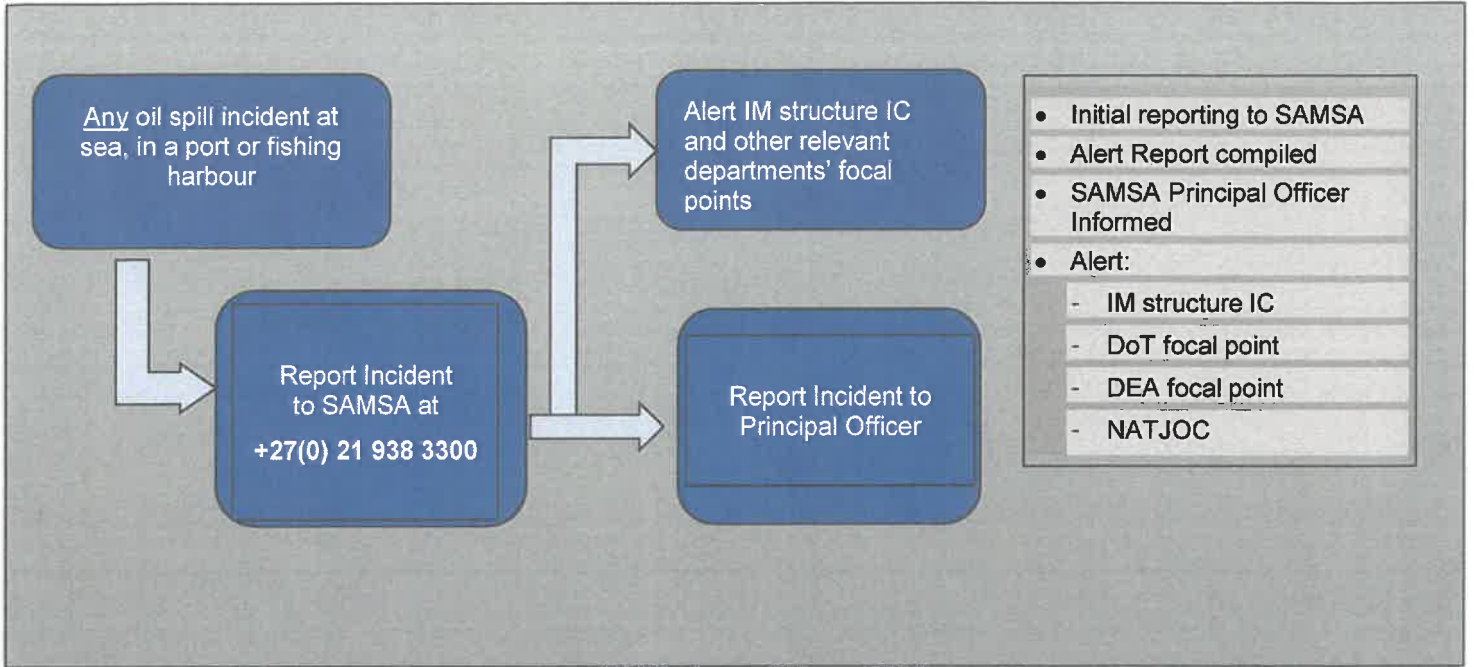 Any oil spill incident at
sea, in a port or fishing
harbour
Report Incident
to SAMSA at
+27(0) 21 938 3300
Alert IM structure IC
and other relevant
departments' focal
points
Report Incident to
Principal Officer
• Initial reporting to SAMSA
• Alert Report compiled
• SAMSA Principal Officer
Informed
• Alert:
- IM structure IC
- DoT focal point
- DEA focal point
- NATJOC